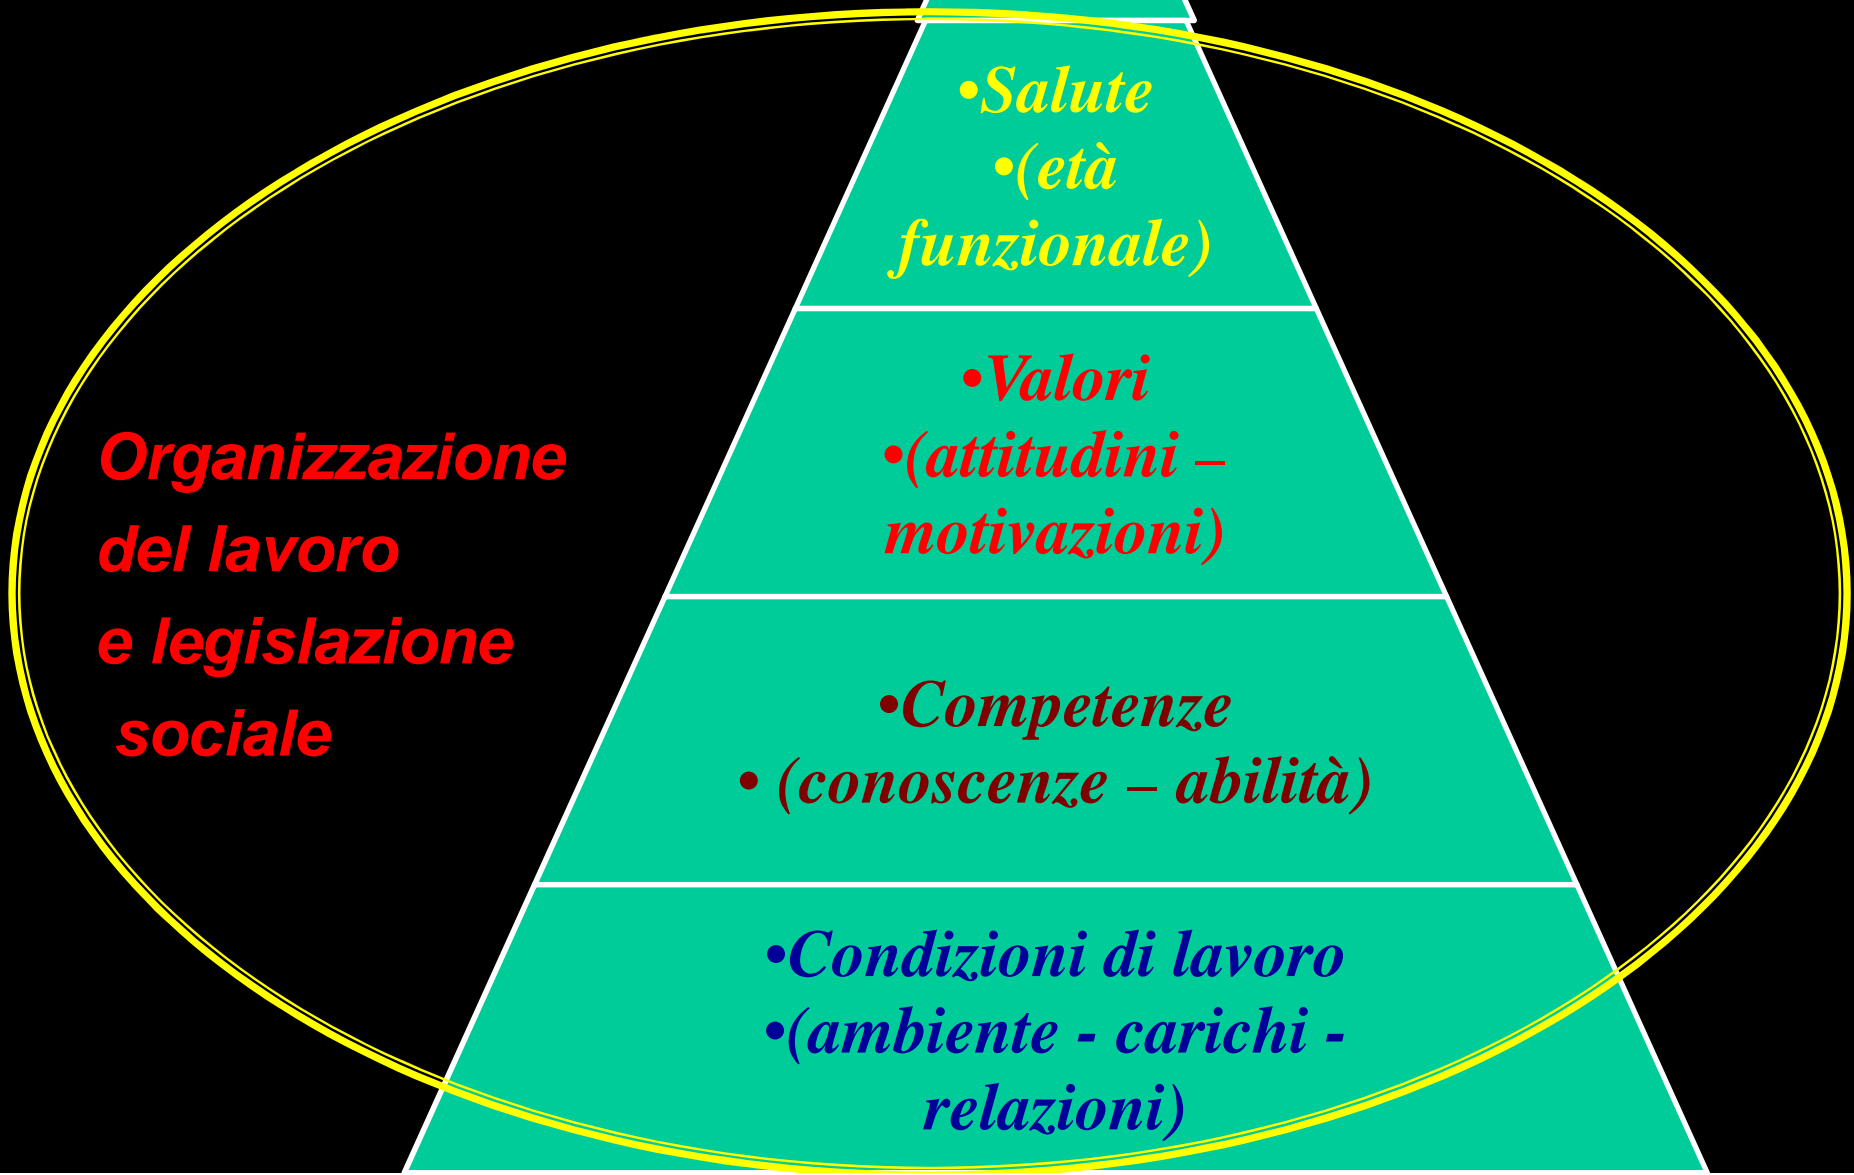 •Salute
•(età
funzionale)
•Valori
•(attitudini –
motivazioni)
Organizzazione
del lavoro
e legislazione
sociale
•Competenze
• (conoscenze – abilità)
•Condizioni di lavoro
•(ambiente - carichi -
relazioni)